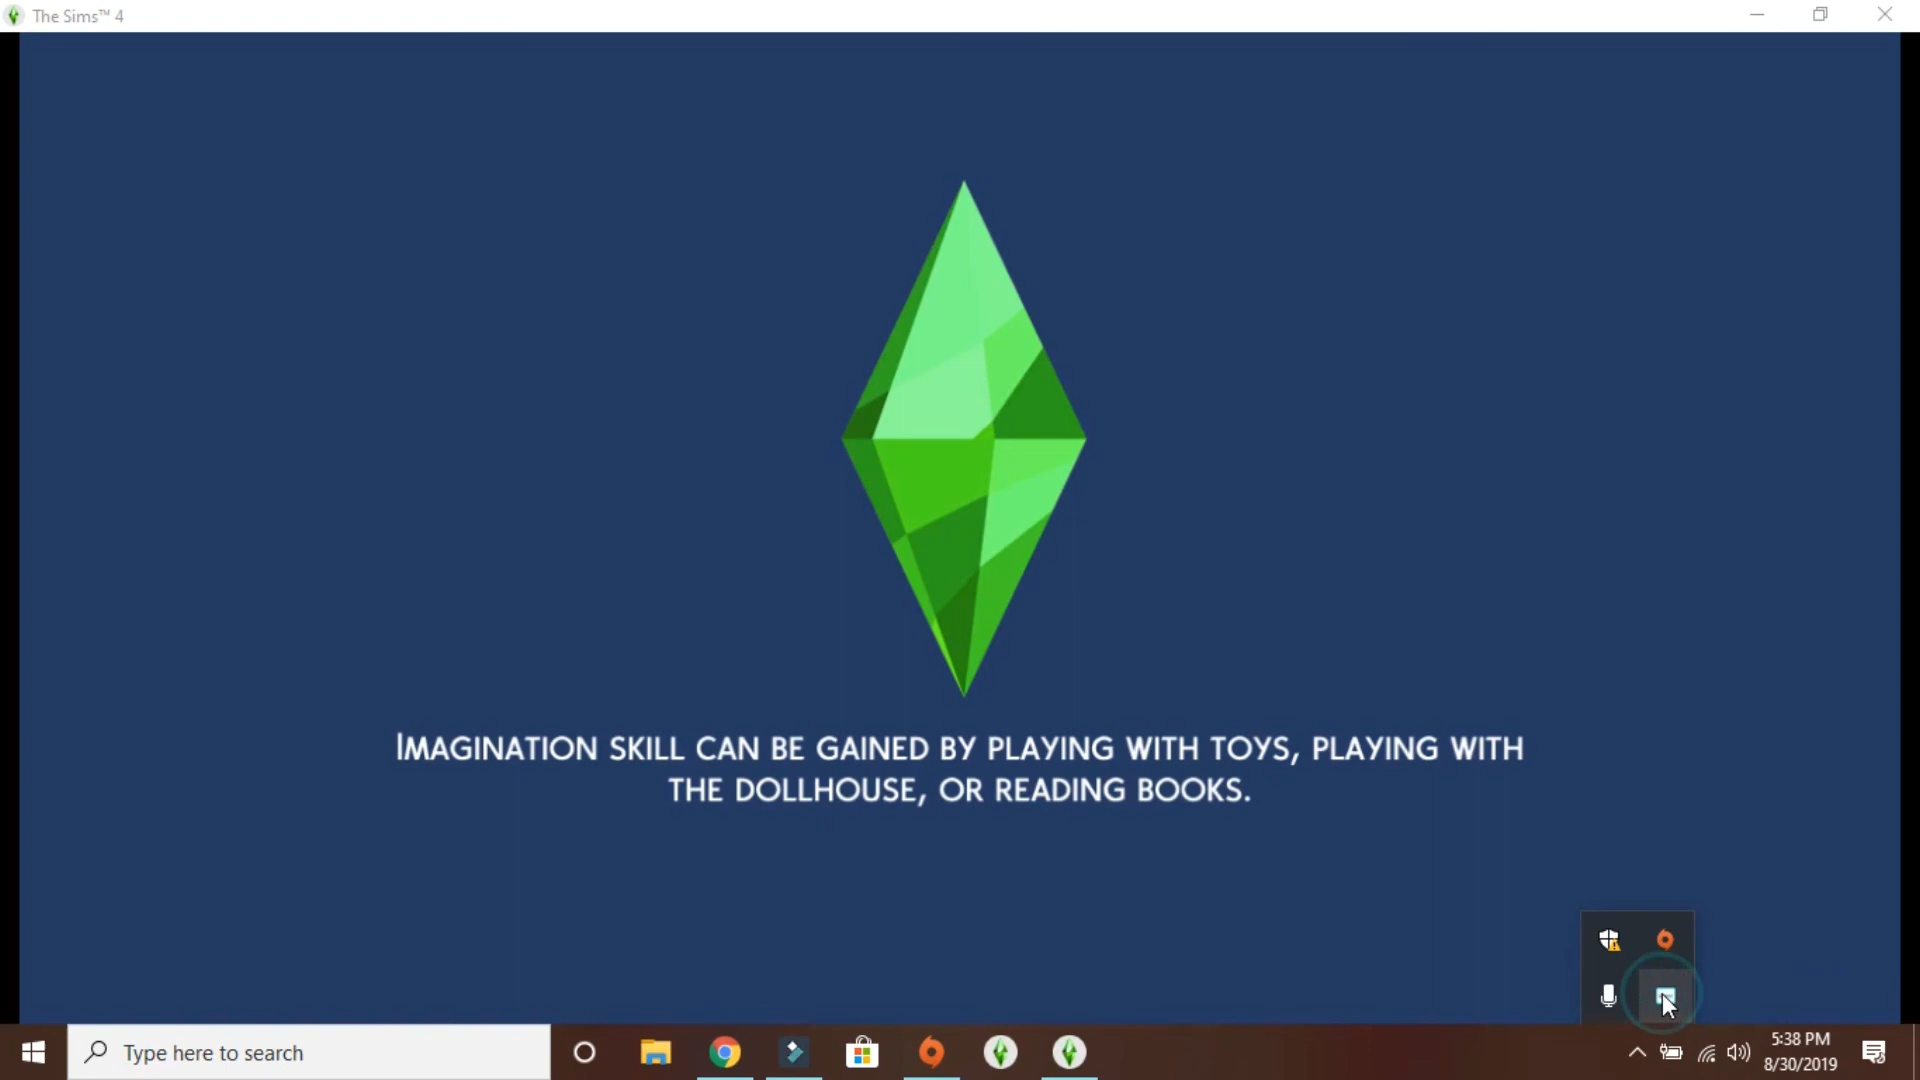 The Sims™ 4
IMAGINATION SKILL CAN BE GAINED BY PLAYING WITH TOYS, PLAYING WITH
THE DOLLHOUSE, OR READING BOOKS.
Type here to search
5:38 PM
8/30/2019